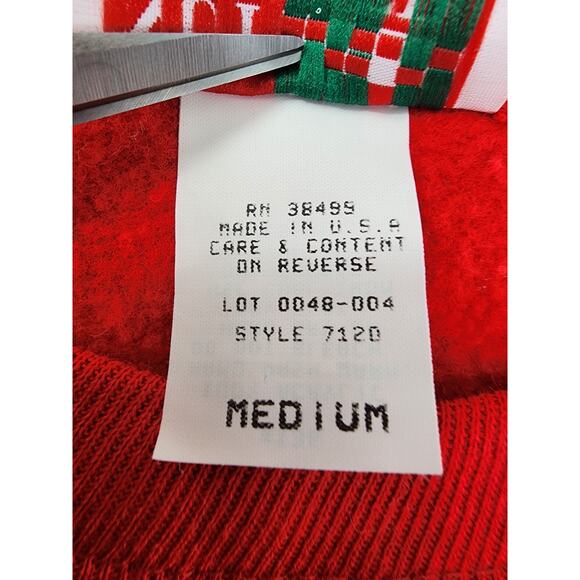 RN 38499
MADE IN U.S.A
CARE & CONTENT
ON REVERSE
LOT 0048-004
STYLE 7120
MEDIUM